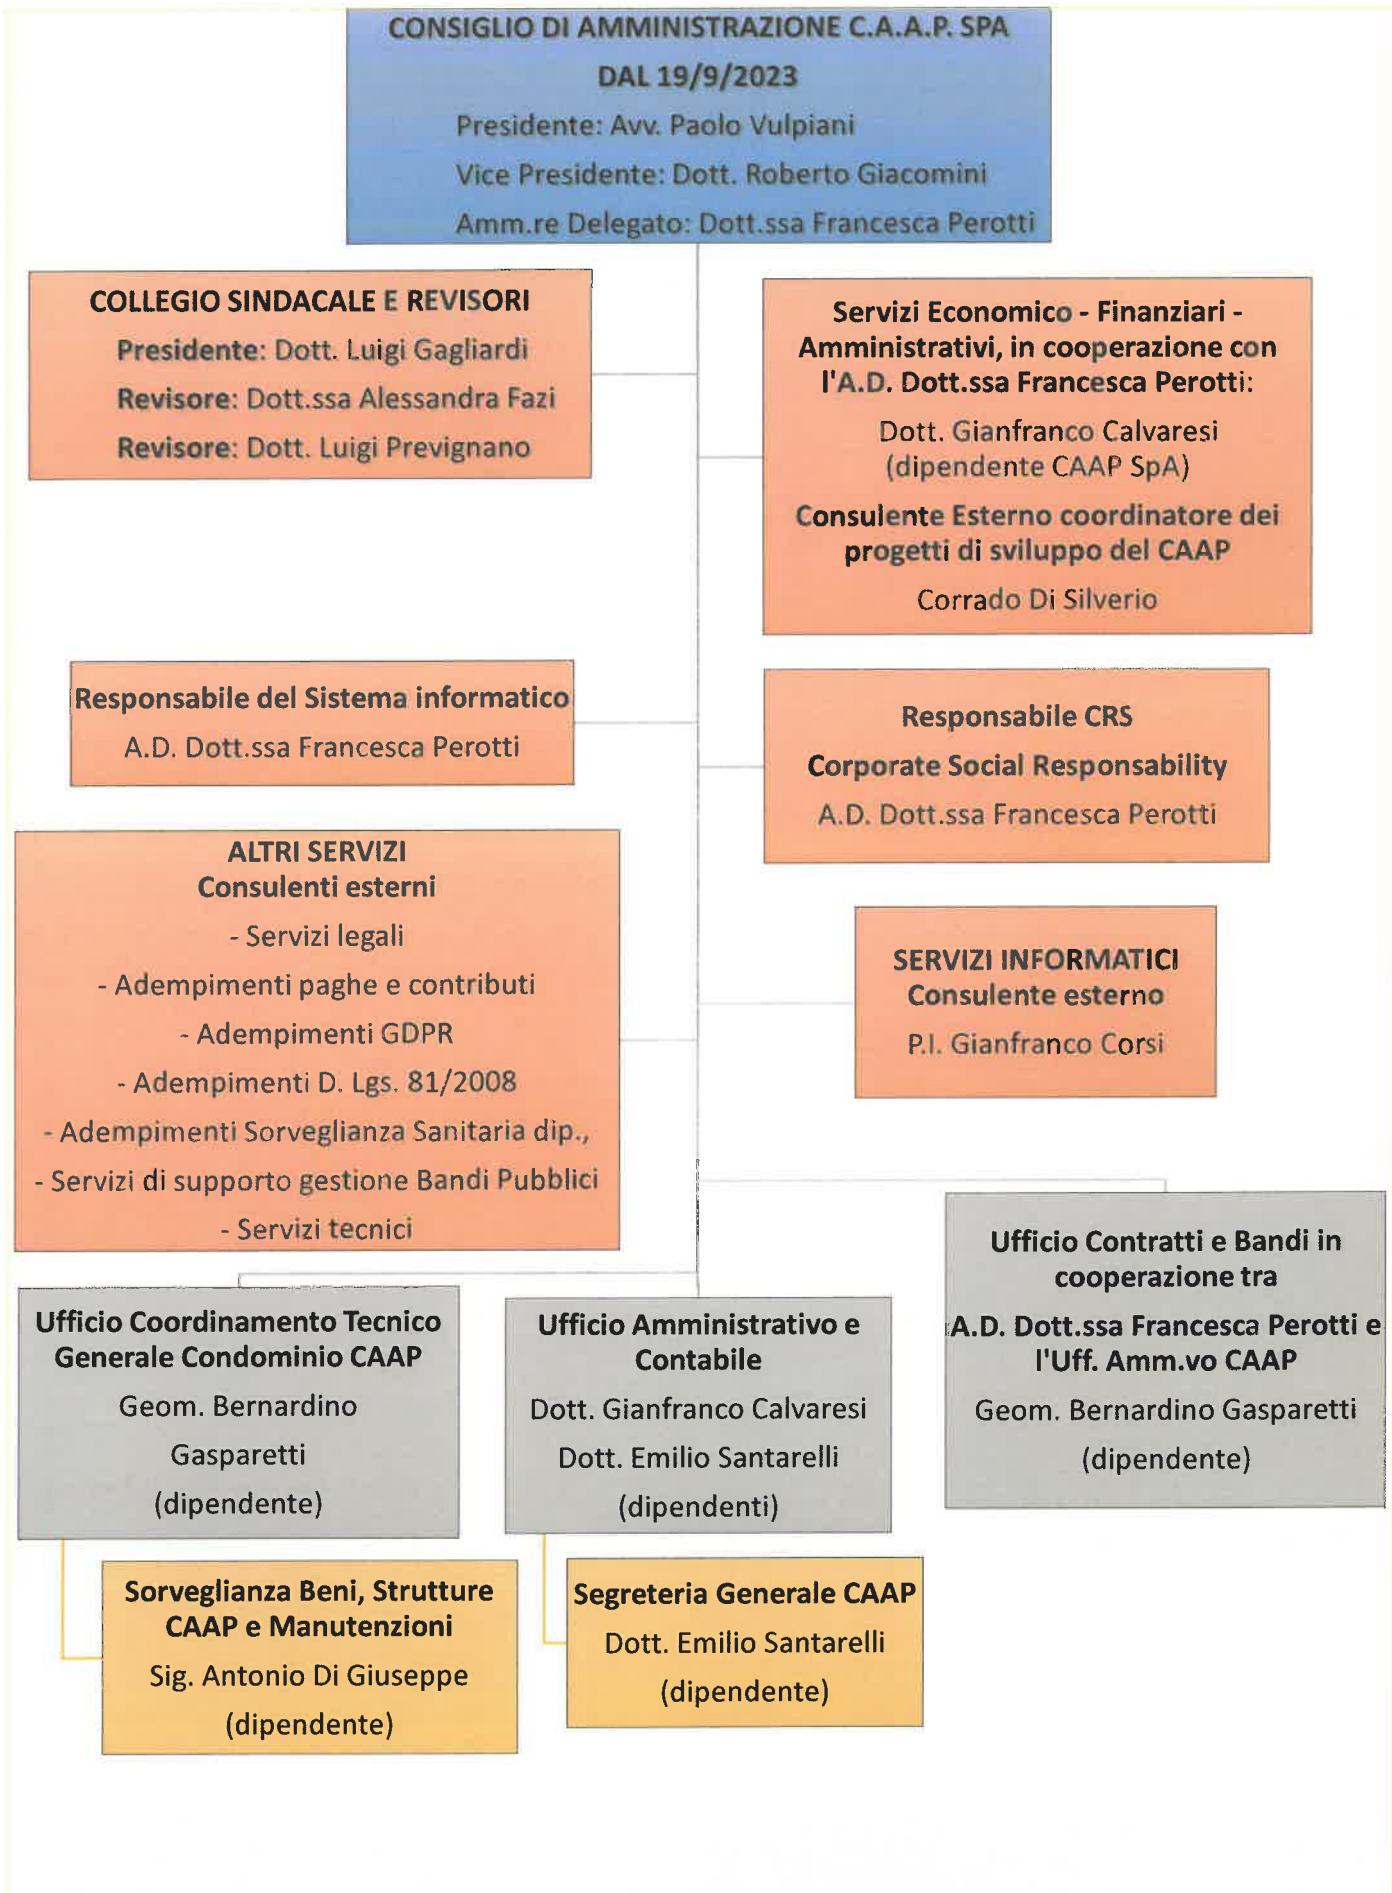 CONSIGLIO DI AMMINISTRAZIONE C.A.A.P. SPA
DAL 19/9/2023
Presidente: Avv. Paolo Vulpiani
Vice Presidente: Dott. Roberto Giacomini
Amm.re Delegato: Dott.ssa Francesca Perotti
COLLEGIO SINDACALE E REVISORI
Presidente: Dott. Luigi Gagliardi
Revisore: Dott.ssa Alessandra Fazi
Revisore: Dott. Luigi Prevignano
Servizi Economico - Finanziari -
Amministrativi, in cooperazione con
l'A.D. Dott.ssa Francesca Perotti:
Dott. Gianfranco Calvaresi
(dipendente CAAP SpA)
Consulente Esterno coordinatore dei
progetti di sviluppo del CAAP
Corrado Di Silverio
Responsabile del Sistema informatico
A.D. Dott.ssa Francesca Perotti
Responsabile CRS
Corporate Social Responsability
A.D. Dott.ssa Francesca Perotti
ALTRI SERVIZI
Consulenti esterni
- Servizi legali
- Adempimenti paghe e contributi
- Adempimenti GDPR
- Adempimenti D. Lgs. 81/2008
- Adempimenti Sorveglianza Sanitaria dip.,
- Servizi di supporto gestione Bandi Pubblici
- Servizi tecnici
SERVIZI INFORMATICI
Consulente esterno
P.I. Gianfranco Corsi
Ufficio Coordinamento Tecnico
Generale Condominio CAAP
Geom. Bernardino
Gasparetti
(dipendente)
Ufficio Amministrativo e
Contabile
Dott. Gianfranco Calvaresi
Dott. Emilio Santarelli
(dipendenti)
Ufficio Contratti e Bandi in
cooperazione tra
A.D. Dott.ssa Francesca Perotti e
l'Uff. Amm.vo CAAP
Geom. Bernardino Gasparetti
(dipendente)
Sorveglianza Beni, Strutture
CAAP e Manutenzioni
Sig. Antonio Di Giuseppe
(dipendente)
Segreteria Generale CAAP
Dott. Emilio Santarelli
(dipendente)